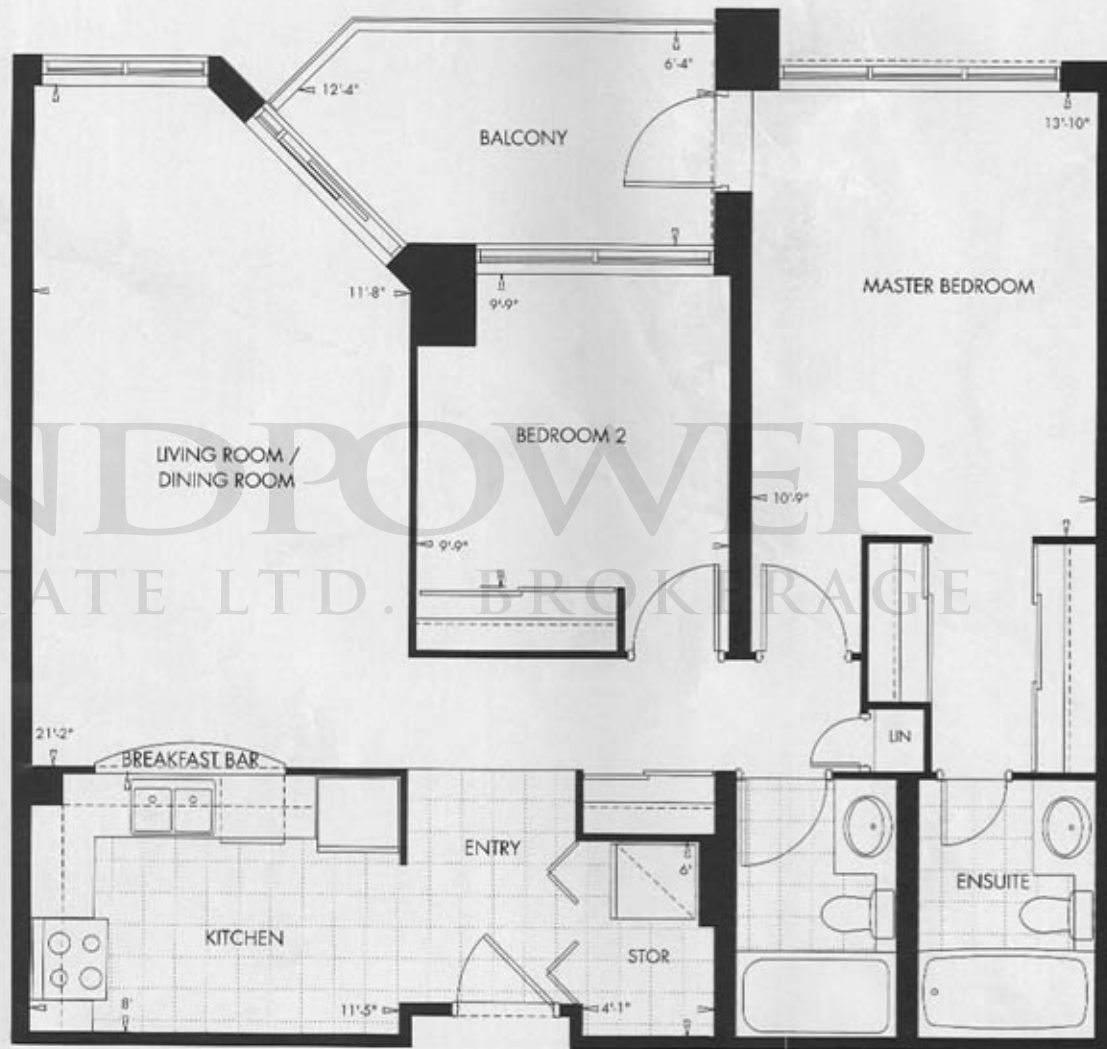 6'-4"
12'-4"
BALCONY
13'-10"
MASTER BEDROOM
11'-8"
9'-9"
BEDROOM 2
LIVING ROOM /
DINING ROOM
NDPOWER
10'-9"
9'-9"
TATE LTD. BROKERAGE
21'-2"
BREAKFAST BAR
LIN
ENTRY
6'
ENSUITE
KITCHEN
STOR
8'
11'-5"
4'-1"